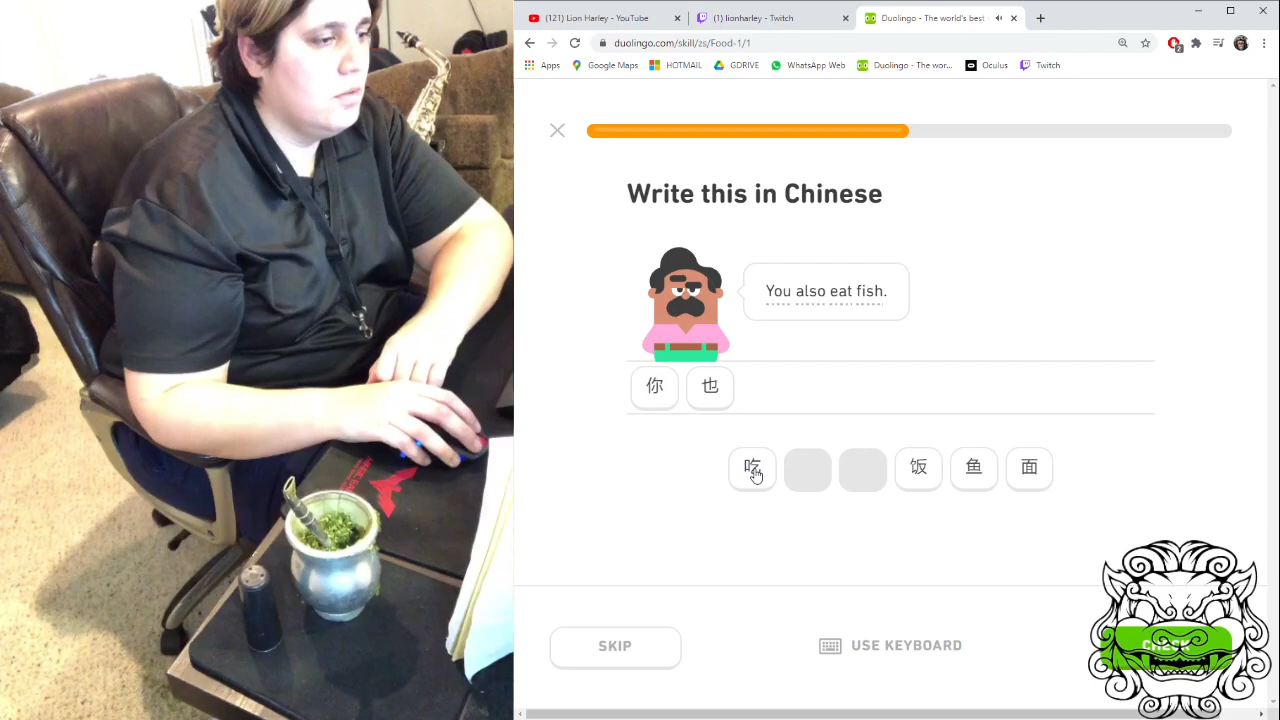 (121) Lion Harley - YouTube
(1) lionharley - Twitch
Duolingo - The world's best
duolingo.com/skill/zs/Food-1/1
2
Apps
Google Maps
HOTMAIL
GDRIVE
WhatsApp Web
Duolingo - The wor...
Oculus
Twitch
Write this in Chinese
You also eat fish.
你 也
吃 饭 鱼 面
SKIP
USE KEYBOARD
CHECK